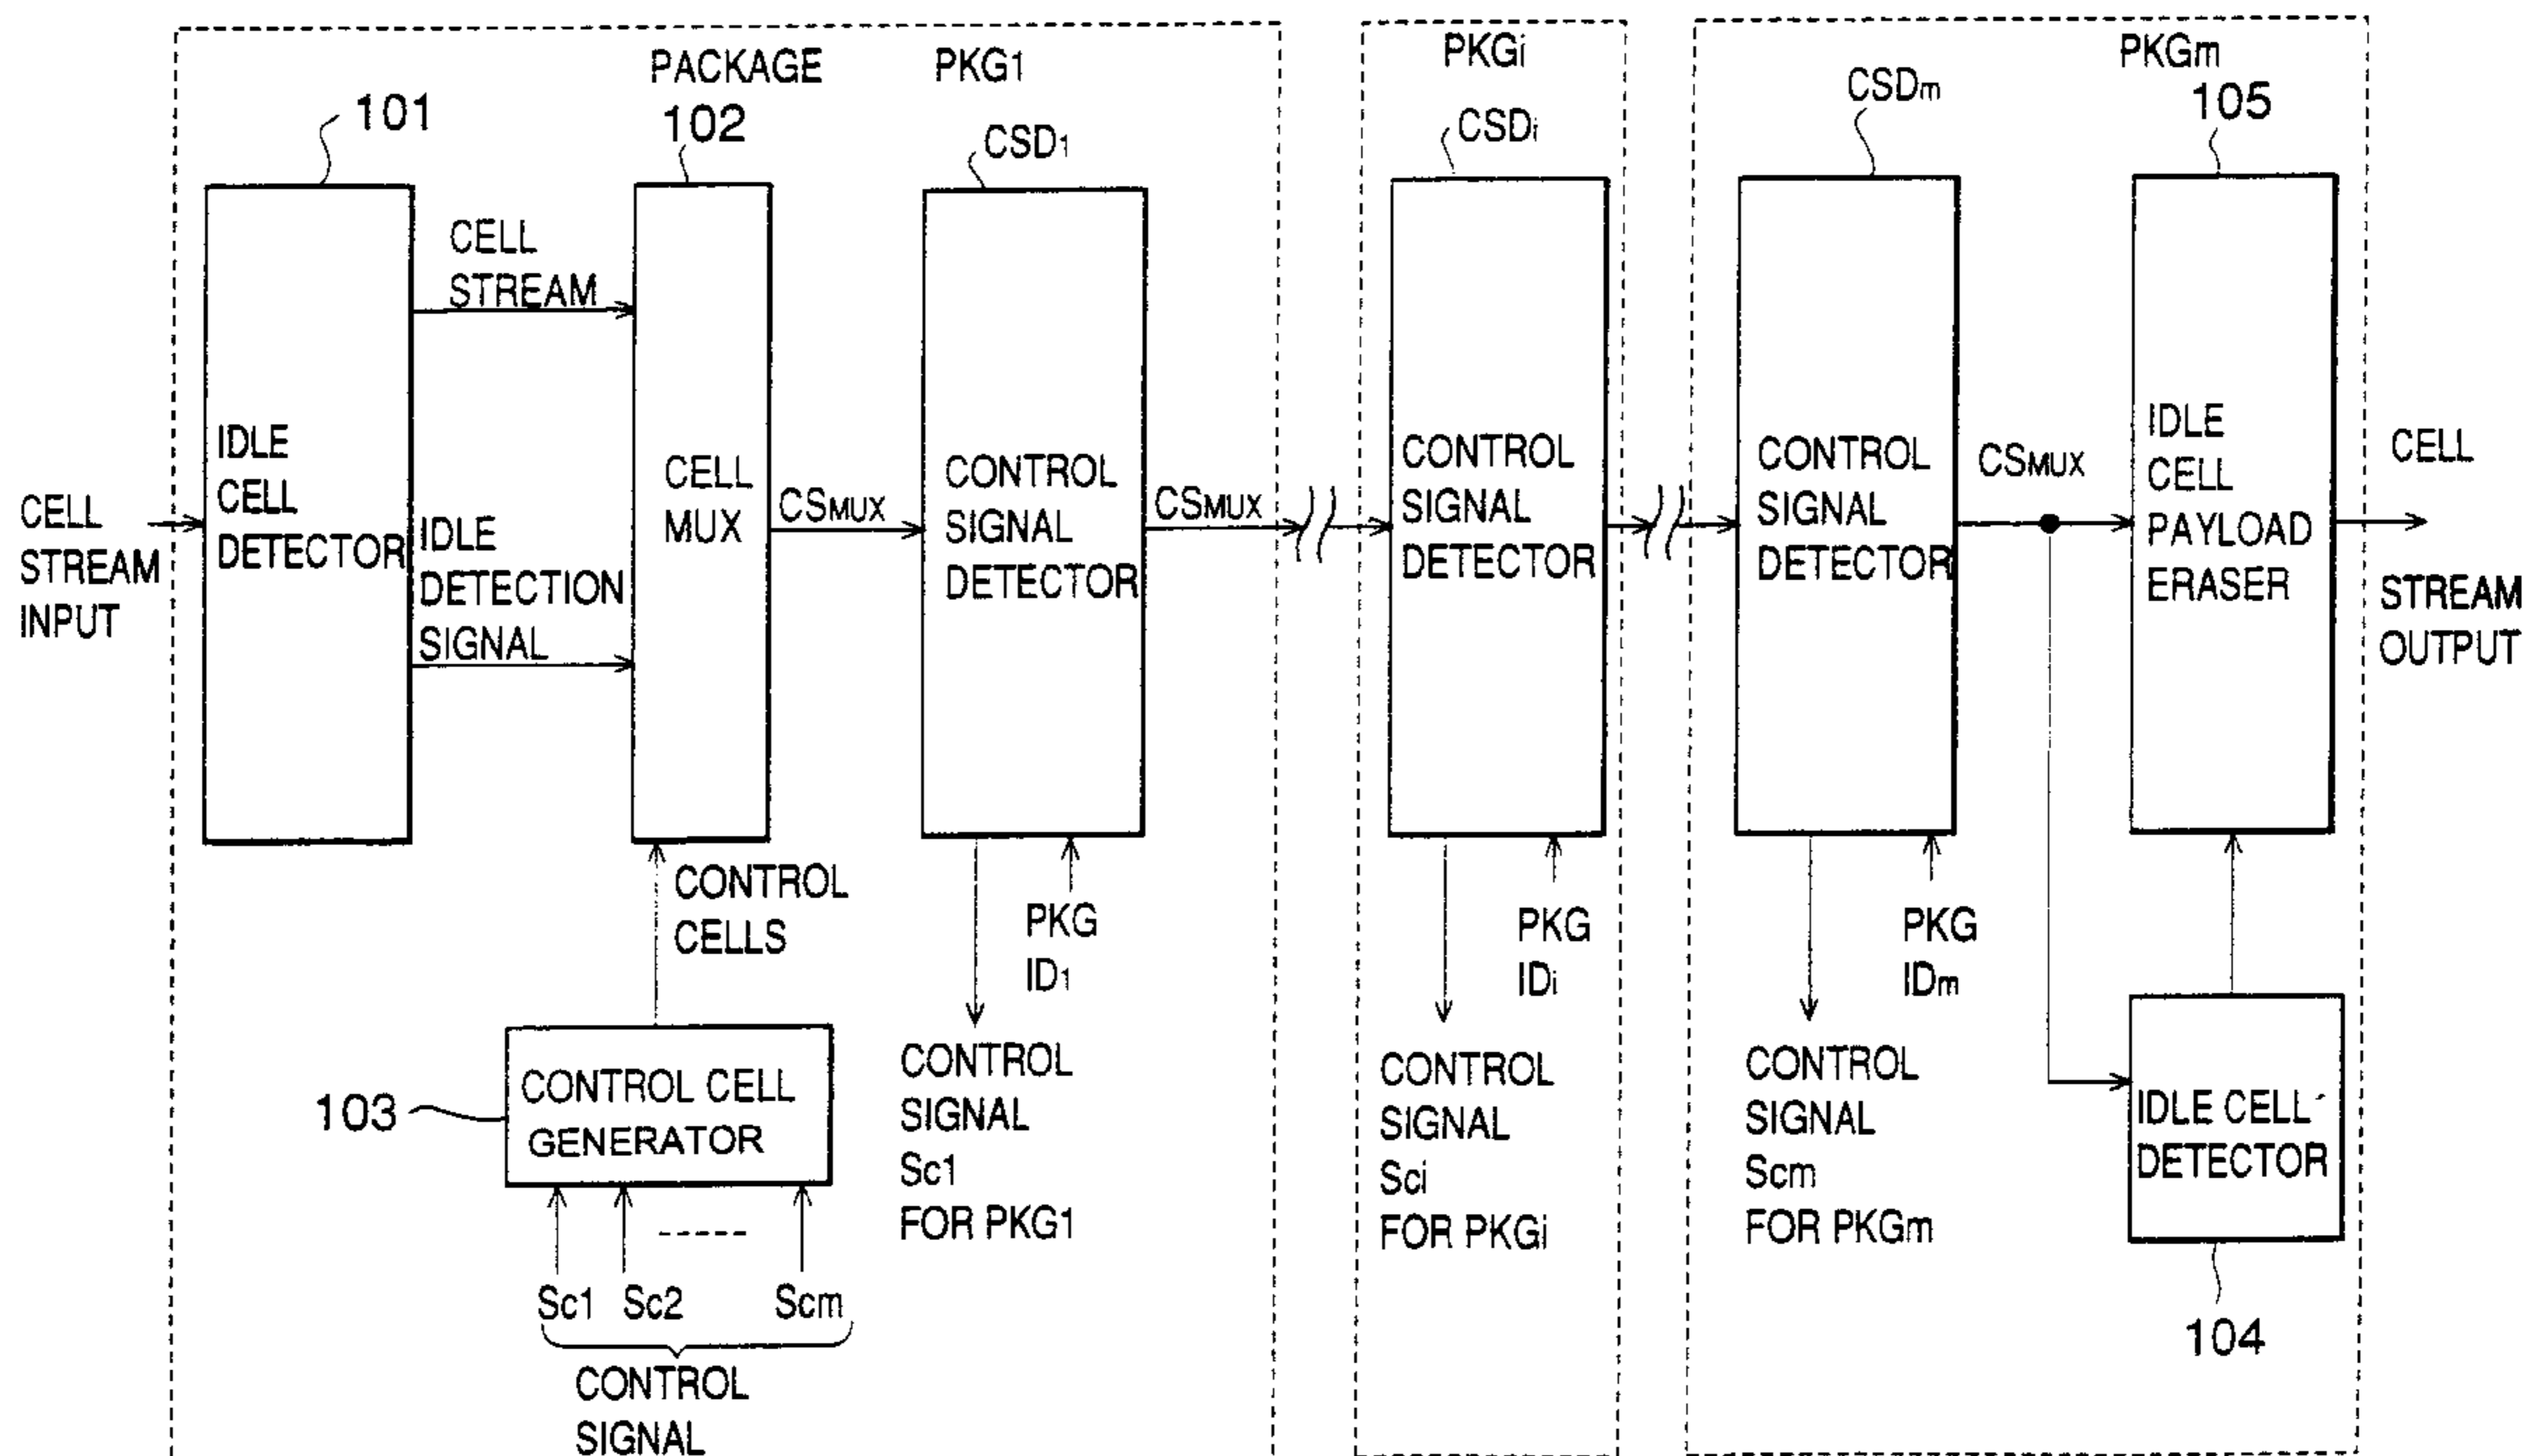 PACKAGE
PKG1
PKGi
PKGm
101
102
CSD1
CSDi
CSDm
105
CELL
STREAM
INPUT
IDLE
CELL
DETECTOR
CELL
STREAM
IDLE
DETECTION
SIGNAL
CELL
MUX
CSMUX
CONTROL
SIGNAL
DETECTOR
CSMUX
CONTROL
SIGNAL
DETECTOR
CONTROL
SIGNAL
DETECTOR
CSMUX
IDLE
CELL
PAYLOAD
ERASER
CELL
STREAM
OUTPUT
CONTROL
CELLS
PKG
ID1
PKG
IDi
PKG
IDm
103
CONTROL CELL
GENERATOR
CONTROL
SIGNAL
Sc1
FOR PKG1
CONTROL
SIGNAL
Sci
FOR PKGi
CONTROL
SIGNAL
Scm
FOR PKGm
IDLE CELL
DETECTOR
104
Sc1
Sc2
Scm
CONTROL
SIGNAL